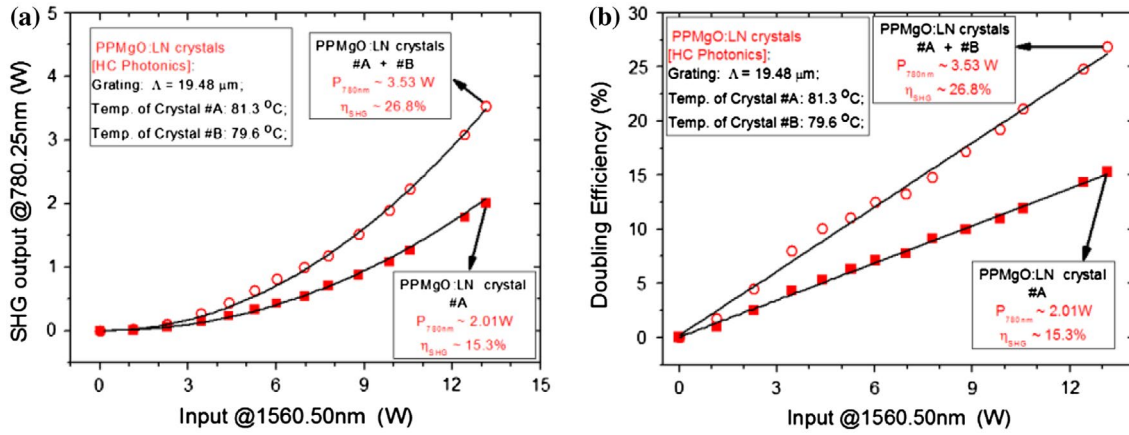 (a)
5
4
3
2
1
0
SHG output @780.25nm (W)
PPMgO:LN crystals
[HC Photonics]:
Grating: Λ = 19.48 μm;
Temp. of Crystal #A: 81.3 °C;
Temp. of Crystal #B: 79.6 °C;
PPMgO:LN crystals
#A + #B
P780nm ~ 3.53 W
ηSHG ~ 26.8%
PPMgO:LN crystal
#A
P780nm ~ 2.01W
ηSHG ~ 15.3%
0 3 6 9 12 15
Input @1560.50nm (W)
(b)
30
25
20
15
10
5
0
Doubling Efficiency (%)
PPMgO:LN crystals
[HC Photonics]:
Grating: Λ = 19.48 μm;
Temp. of Crystal #A: 81.3 °C;
Temp. of Crystal #B: 79.6 °C;
PPMgO:LN crystals
#A + #B
P780nm ~ 3.53 W
ηSHG ~ 26.8%
PPMgO:LN crystal
#A
P780nm ~ 2.01W
ηSHG ~ 15.3%
0 3 6 9 12
Input @1560.50nm (W)